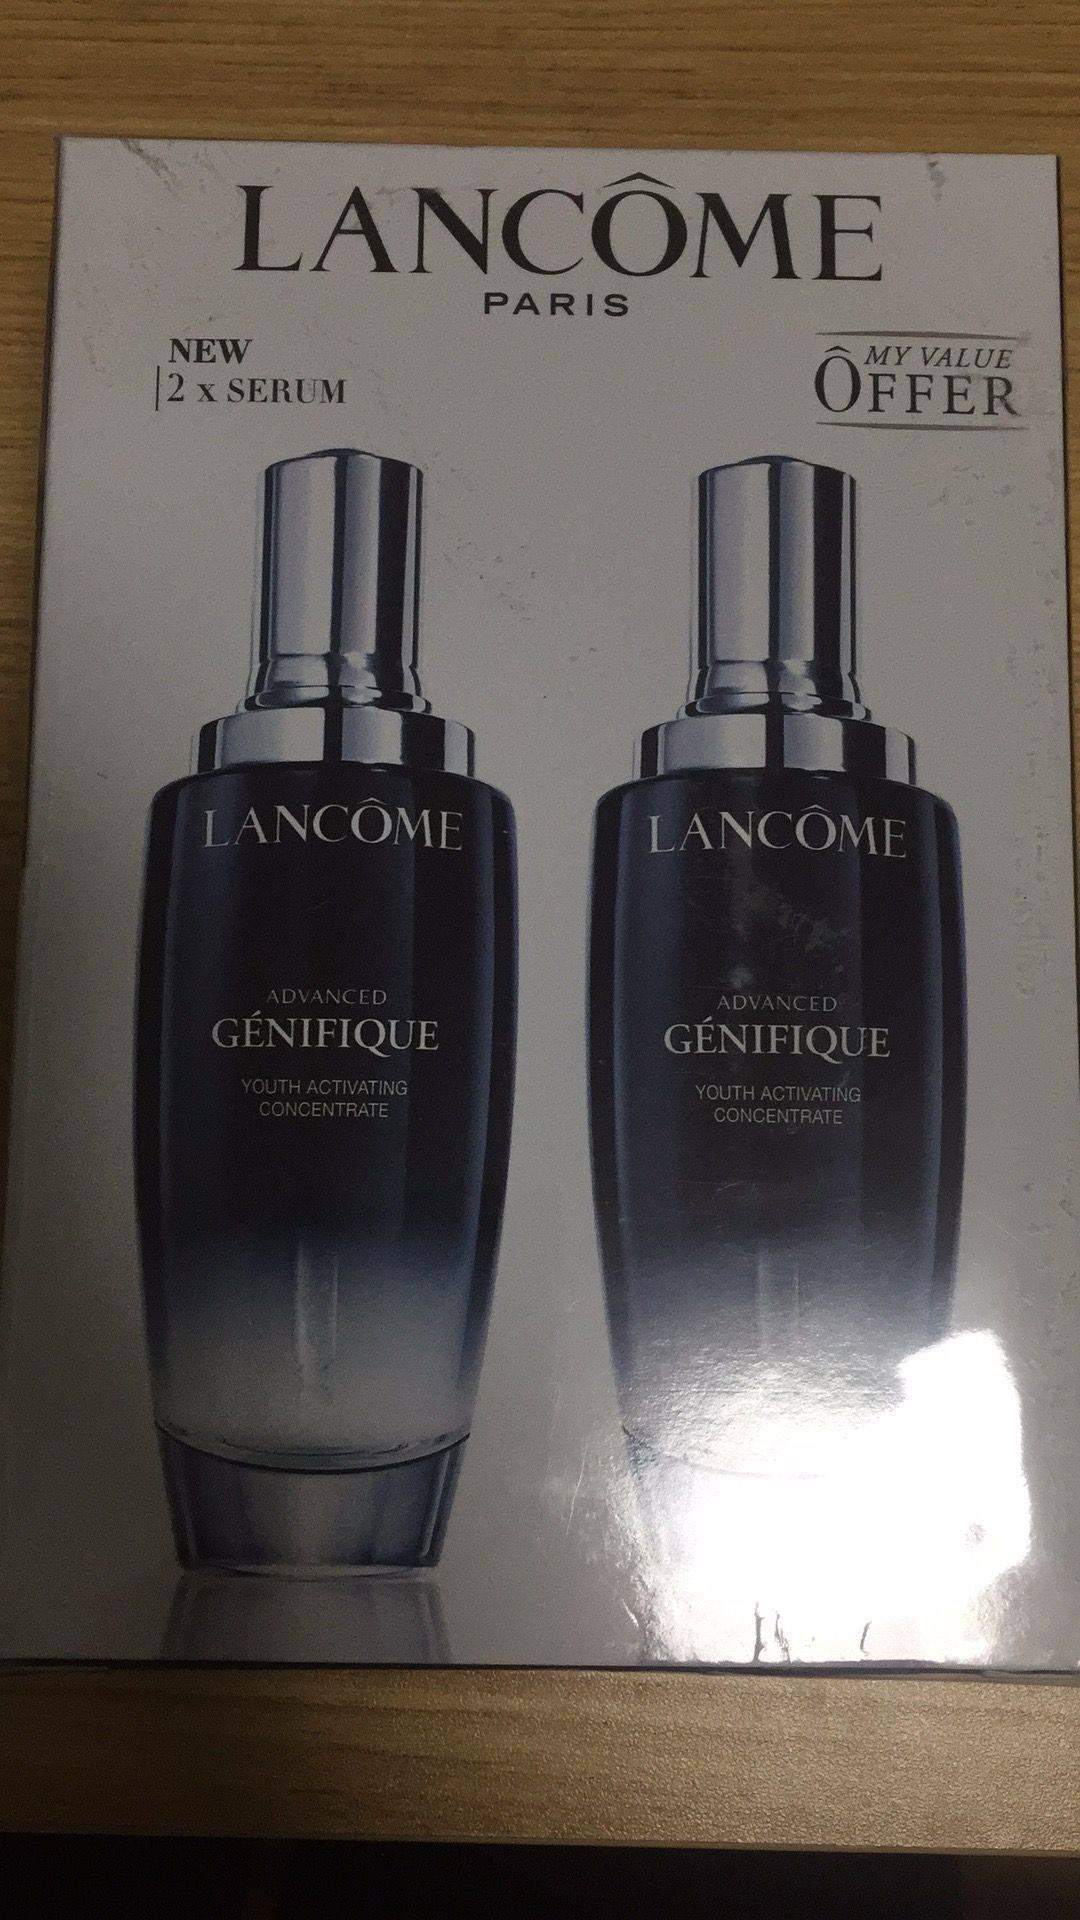 LANCÔME
PARIS
NEW
2 x SERUM
MY VALUE
ÔFFER
LANCÔME
ADVANCED
GÉNIFIQUE
YOUTH ACTIVATING
CONCENTRATE
LANCÔME
ADVANCED
GÉNIFIQUE
YOUTH ACTIVATING
CONCENTRATE